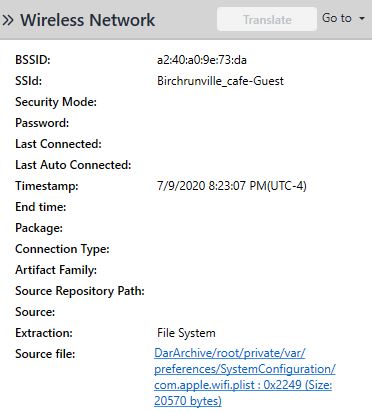 » Wireless Network Translate Go to
BSSID: a2:40:a0:9e:73:da
SSId: Birchrunville_cafe-Guest
Security Mode:
Password:
Last Connected:
Last Auto Connected:
Timestamp: 7/9/2020 8:23:07 PM(UTC-4)
End time:
Package:
Connection Type:
Artifact Family:
Source Repository Path:
Source:
Extraction: File System
Source file: DarArchive/root/private/var/
preferences/SystemConfiguration/
com.apple.wifi.plist : 0x2249 (Size:
20570 bytes)